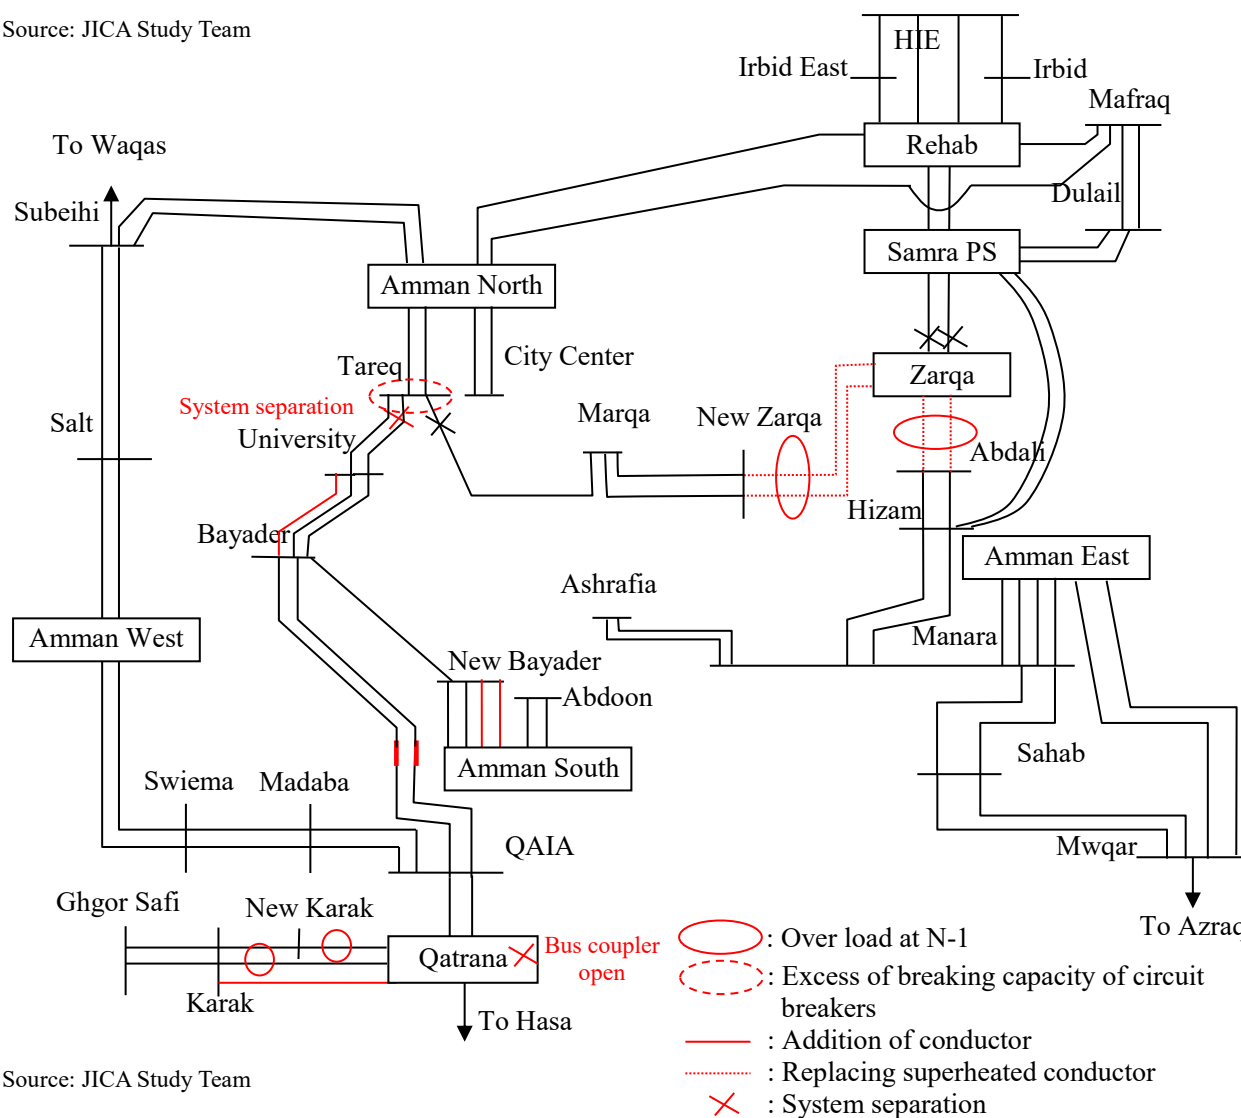 Source: JICA Study Team
HIE
Irbid East
Irbid
Mafraq
To Waqas
Rehab
Subeihi
Dulail
Samra PS
Amman North
Tareq
City Center
Zarqa
System separation
Salt
University
Marqa
New Zarqa
Abdali
Hizam
Bayader
Amman East
Ashrafia
Amman West
Manara
New Bayader
Abdoon
Amman South
Sahab
Swiema
Madaba
QAIA
Mwqar
Ghgor Safi
New Karak
To Azraq
Qatrana
Bus coupler
open
: Over load at N-1
Karak
: Excess of breaking capacity of circuit
breakers
To Hasa
: Addition of conductor
: Replacing superheated conductor
: System separation
Source: JICA Study Team